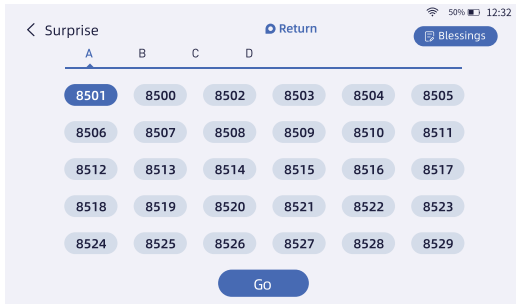 50% 12:32
Surprise Return Blessings
A B C D
8501 8500 8502 8503 8504 8505
8506 8507 8508 8509 8510 8511
8512 8513 8514 8515 8516 8517
8518 8519 8520 8521 8522 8523
8524 8525 8526 8527 8528 8529
Go